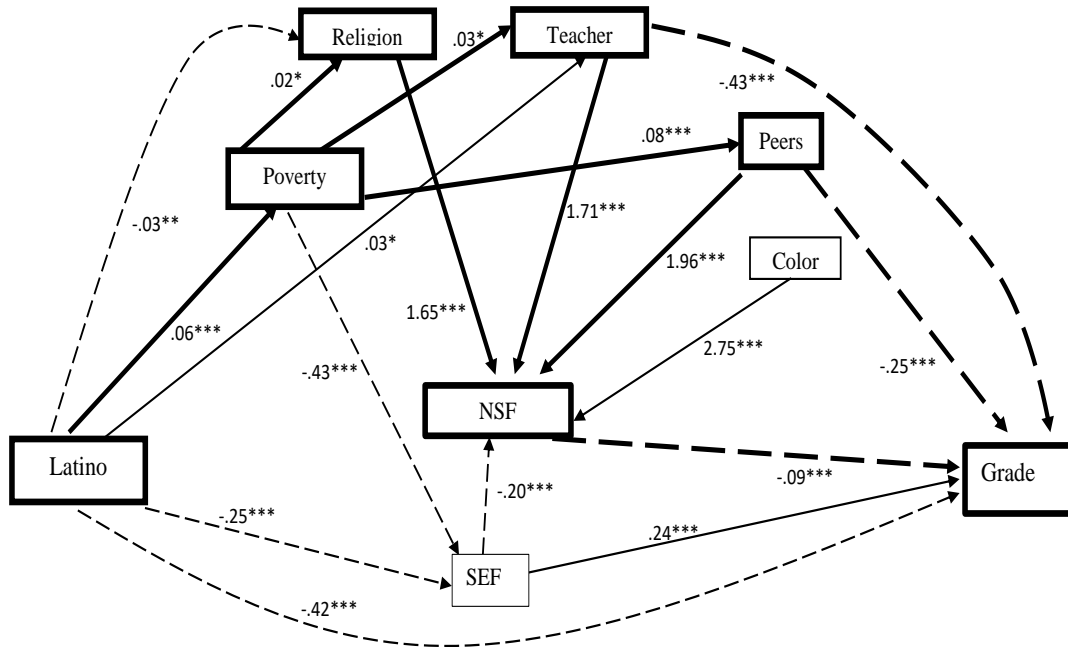 Religion
Teacher
.03*
.02*
-.43***
.08***
Peers
Poverty
-.03**
.03*
1.71***
1.96***
Color
1.65***
.06***
2.75***
-.43***
-.25***
NSF
Latino
Grade
-.09***
-.20***
-.25***
.24***
SEF
-.42***